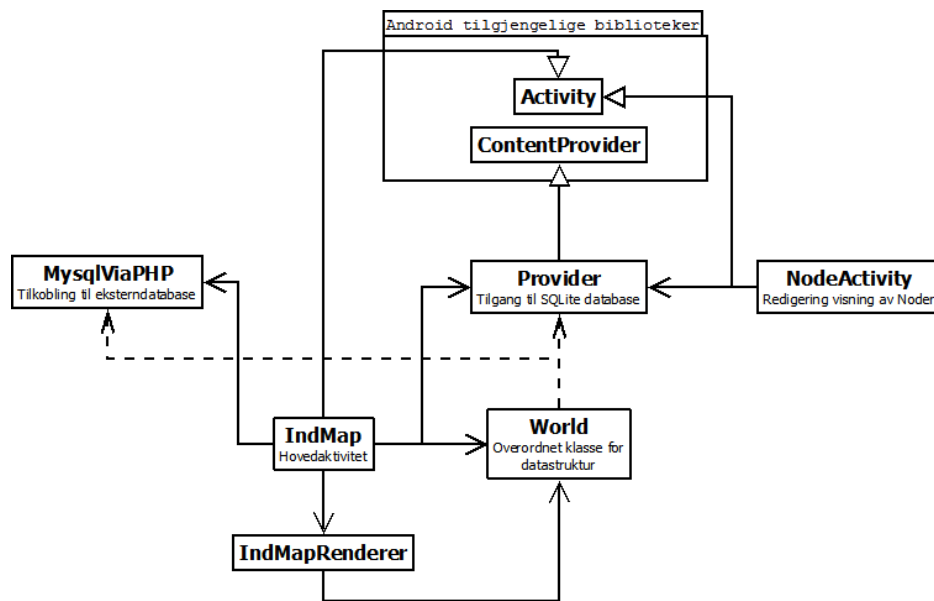 Android tilgjengelige biblioteker
Activity
ContentProvider
MysqlViaPHP
Tilkobling til eksterndatabase
Provider
Tilgang til SQLite database
NodeActivity
Redigering visning av Noder
IndMap
Hovedaktivitet
World
Overordnet klasse for
datastruktur
IndMapRenderer